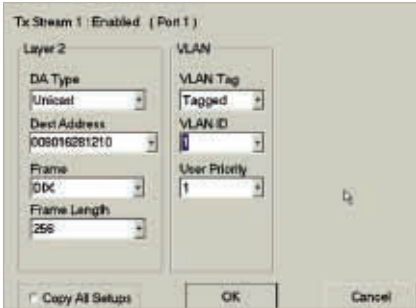 Tx Stream 1 : Enabled ( Port 1 )
Layer 2
DA Type
Unicast
Dest Address
008016281210
Frame
DIX
Frame Length
256
VLAN
VLAN Tag
Tagged
VLAN ID
1
User Priority
1
Copy All Setups
OK
Cancel